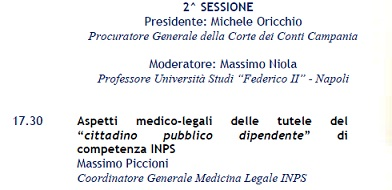 2^ SESSIONE
Presidente: Michele Oricchio
Procuratore Generale della Corte dei Conti Campania
Moderatore: Massimo Niola
Professore Università Studi "Federico II" - Napoli
17.30 Aspetti medico-legali delle tutele del
"cittadino pubblico dipendente" di
competenza INPS
Massimo Piccioni
Coordinatore Generale Medicina Legale INPS